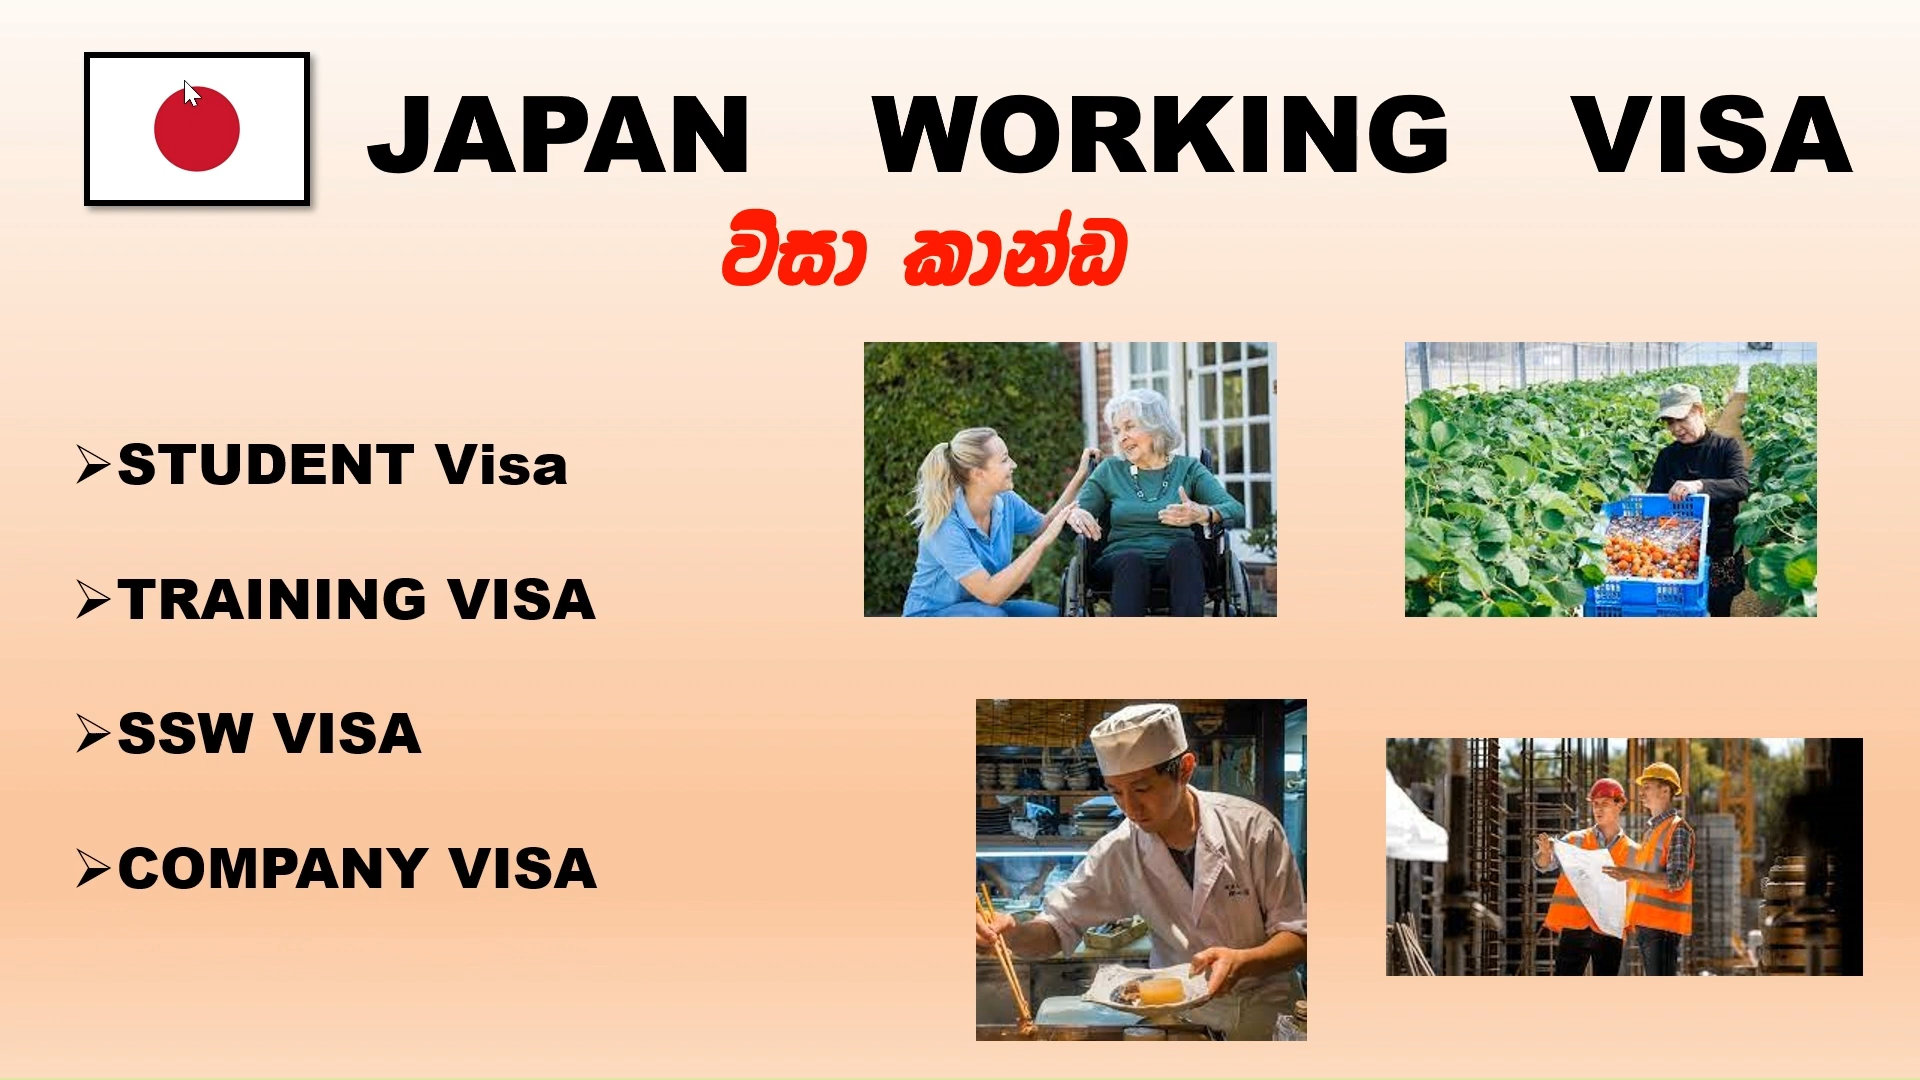 JAPAN WORKING VISA
විසා කාන්ඩ
➢STUDENT Visa
➢TRAINING VISA
➢SSW VISA
➢COMPANY VISA